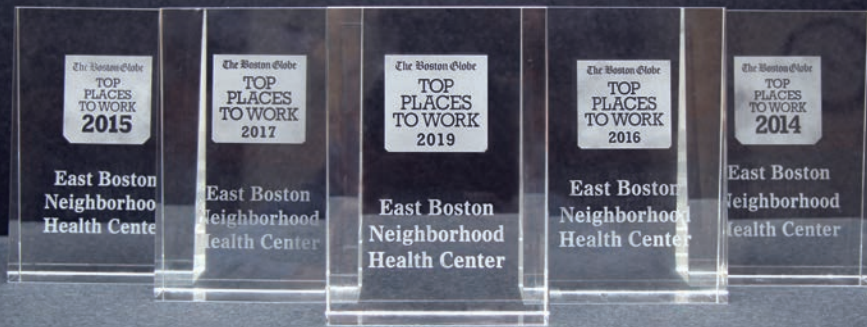 The Boston Globe
TOP
PLACES
TO WORK
2015
East Boston
Neighborhoo
Health Cente
The Boston Globe
TOP
PLACES
TO WORK
2017
East Boston
Neighborhood
Health Center
The Boston Globe
TOP
PLACES
TO WORK
2019
East Boston
Neighborhood
Health Center
The Boston Globe
TOP
PLACES
TO WORK
2016
East Boston
Neighborhood
Health Center
The Boston Globe
TOP
PLACES
TO WORK
2014
East Boston
Neighborhood
Health Center